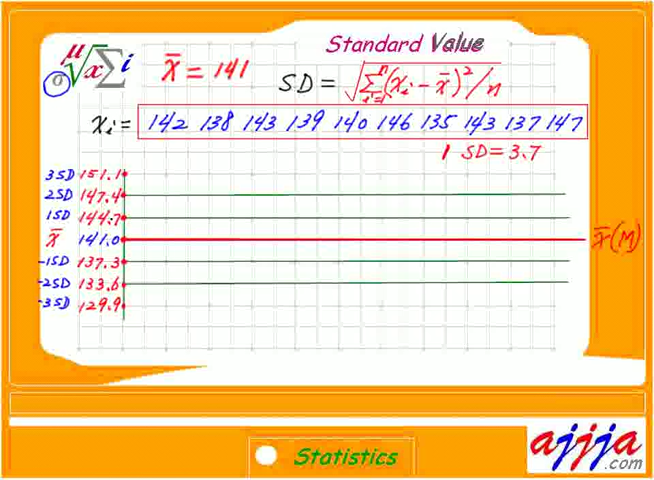 Standard Value
μ √x Σ i
σ
x̄ = 141
SD = √Σⁿᵢ₌₁(xᵢ - x̄)²/n
xᵢ = 142 138 143 139 140 146 135 143 137 147
1 SD = 3.7
3SD 151.1
2SD 147.4
1SD 144.7
x̄ 141.0 x̄(M)
-1SD 137.3
-2SD 133.6
-3SD 129.9
Statistics
ajjja
.com